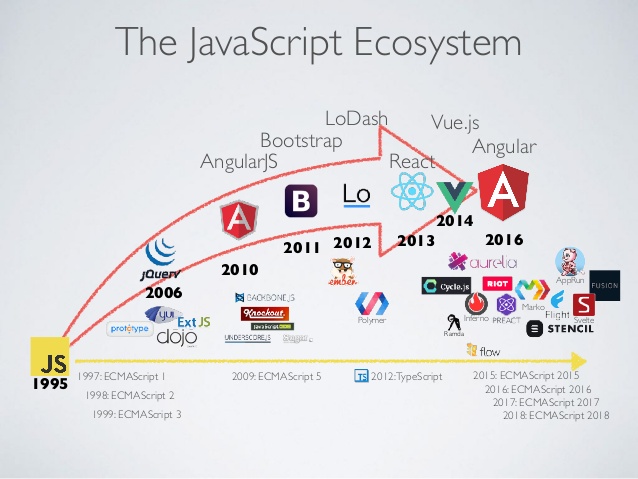 The JavaScript Ecosystem
LoDash
Vue.js
Bootstrap
Angular
AngularJS
React
B
Lo
2014
2011
2012
2013
2016
2010
jQuery
ember
aurelia
AppRun
2006
BACKBONE.JS
Cycle.js
RIOT
FUSION
YUI
Knockout.
Polymer
Marko
Flight
prototype
Ext JS
JavaScriptMVC
Inferno
PREACT
Svelte
dojo
UNDERSCORE.JS
Ramda
STENCIL
flow
JS
1995
1997: ECMAScript 1
2009: ECMAScript 5
TS
2012: TypeScript
2015: ECMAScript 2015
1998: ECMAScript 2
2016: ECMAScript 2016
1999: ECMAScript 3
2017: ECMAScript 2017
2018: ECMAScript 2018